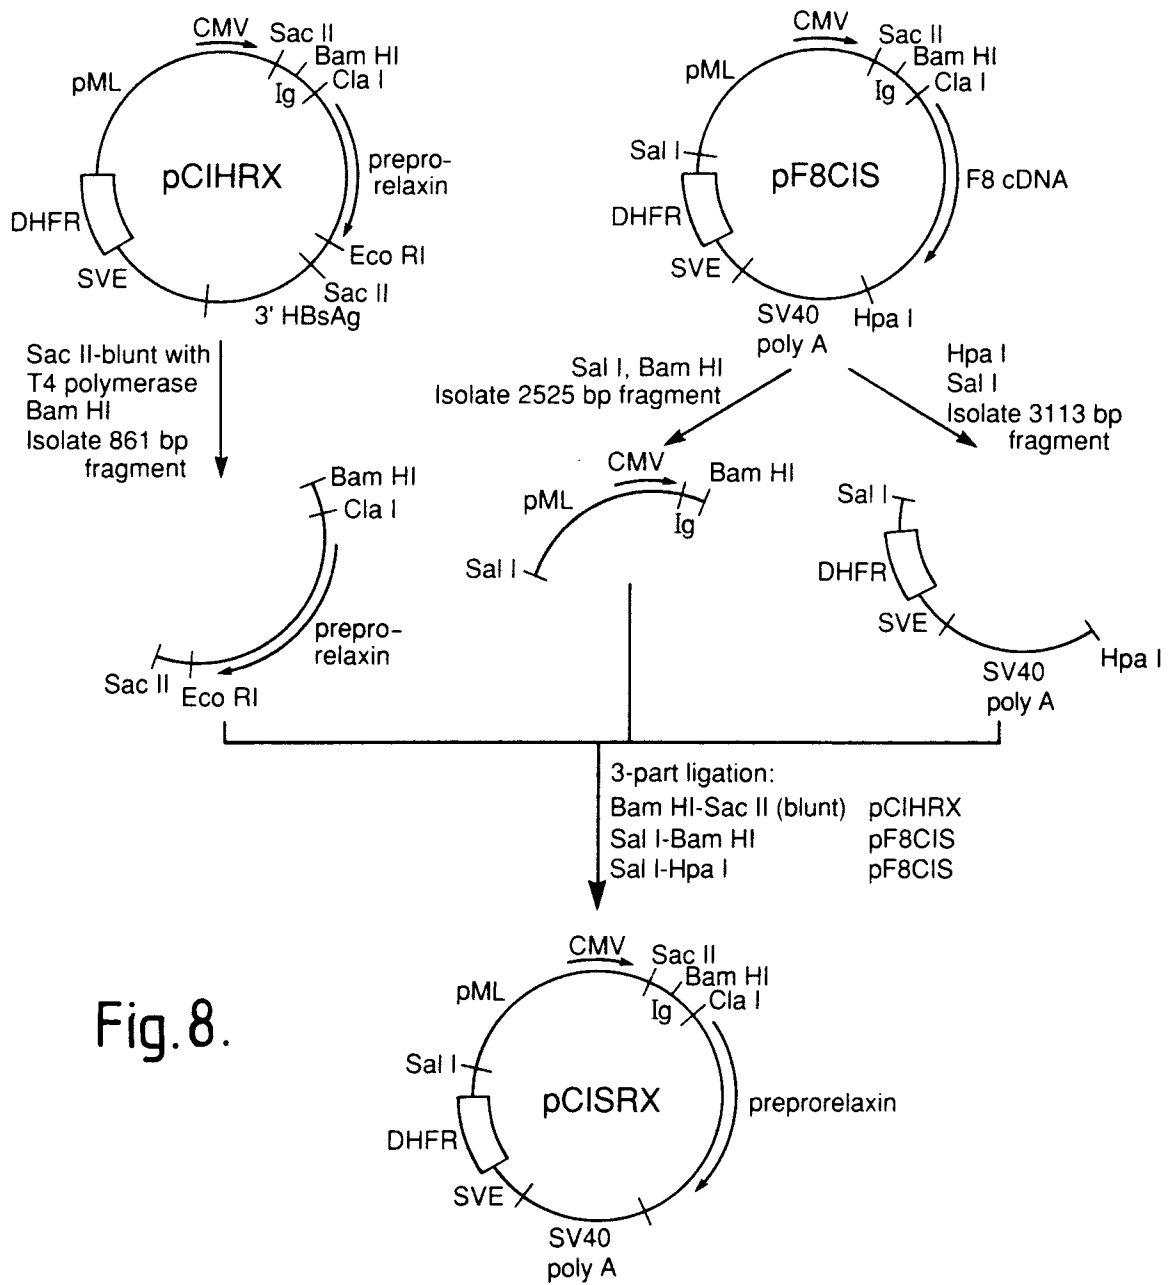 CMV
Sac II
Bam HI
Cla I
Ig
pML
pCIHRX
prepro-
relaxin
DHFR
SVE
Eco RI
Sac II
3' HBsAg
CMV
Sac II
Bam HI
Cla I
Ig
pML
Sal I
pF8CIS
F8 cDNA
DHFR
SVE
SV40
poly A
Hpa I
Sac II-blunt with
T4 polymerase
Bam HI
Isolate 861 bp
fragment
Sal I, Bam HI
Isolate 2525 bp fragment
Hpa I
Sal I
Isolate 3113 bp
fragment
Bam HI
Cla I
prepro-
relaxin
Sac II
Eco RI
CMV
Bam HI
pML
Ig
Sal I
Sal I
DHFR
SVE
SV40
poly A
Hpa I
3-part ligation:
Bam HI-Sac II (blunt) pCIHRX
Sal I-Bam HI pF8CIS
Sal I-Hpa I pF8CIS
CMV
Sac II
Bam HI
Cla I
Ig
pML
Sal I
pCISRX
preprorelaxin
DHFR
SVE
SV40
poly A
Fig. 8.